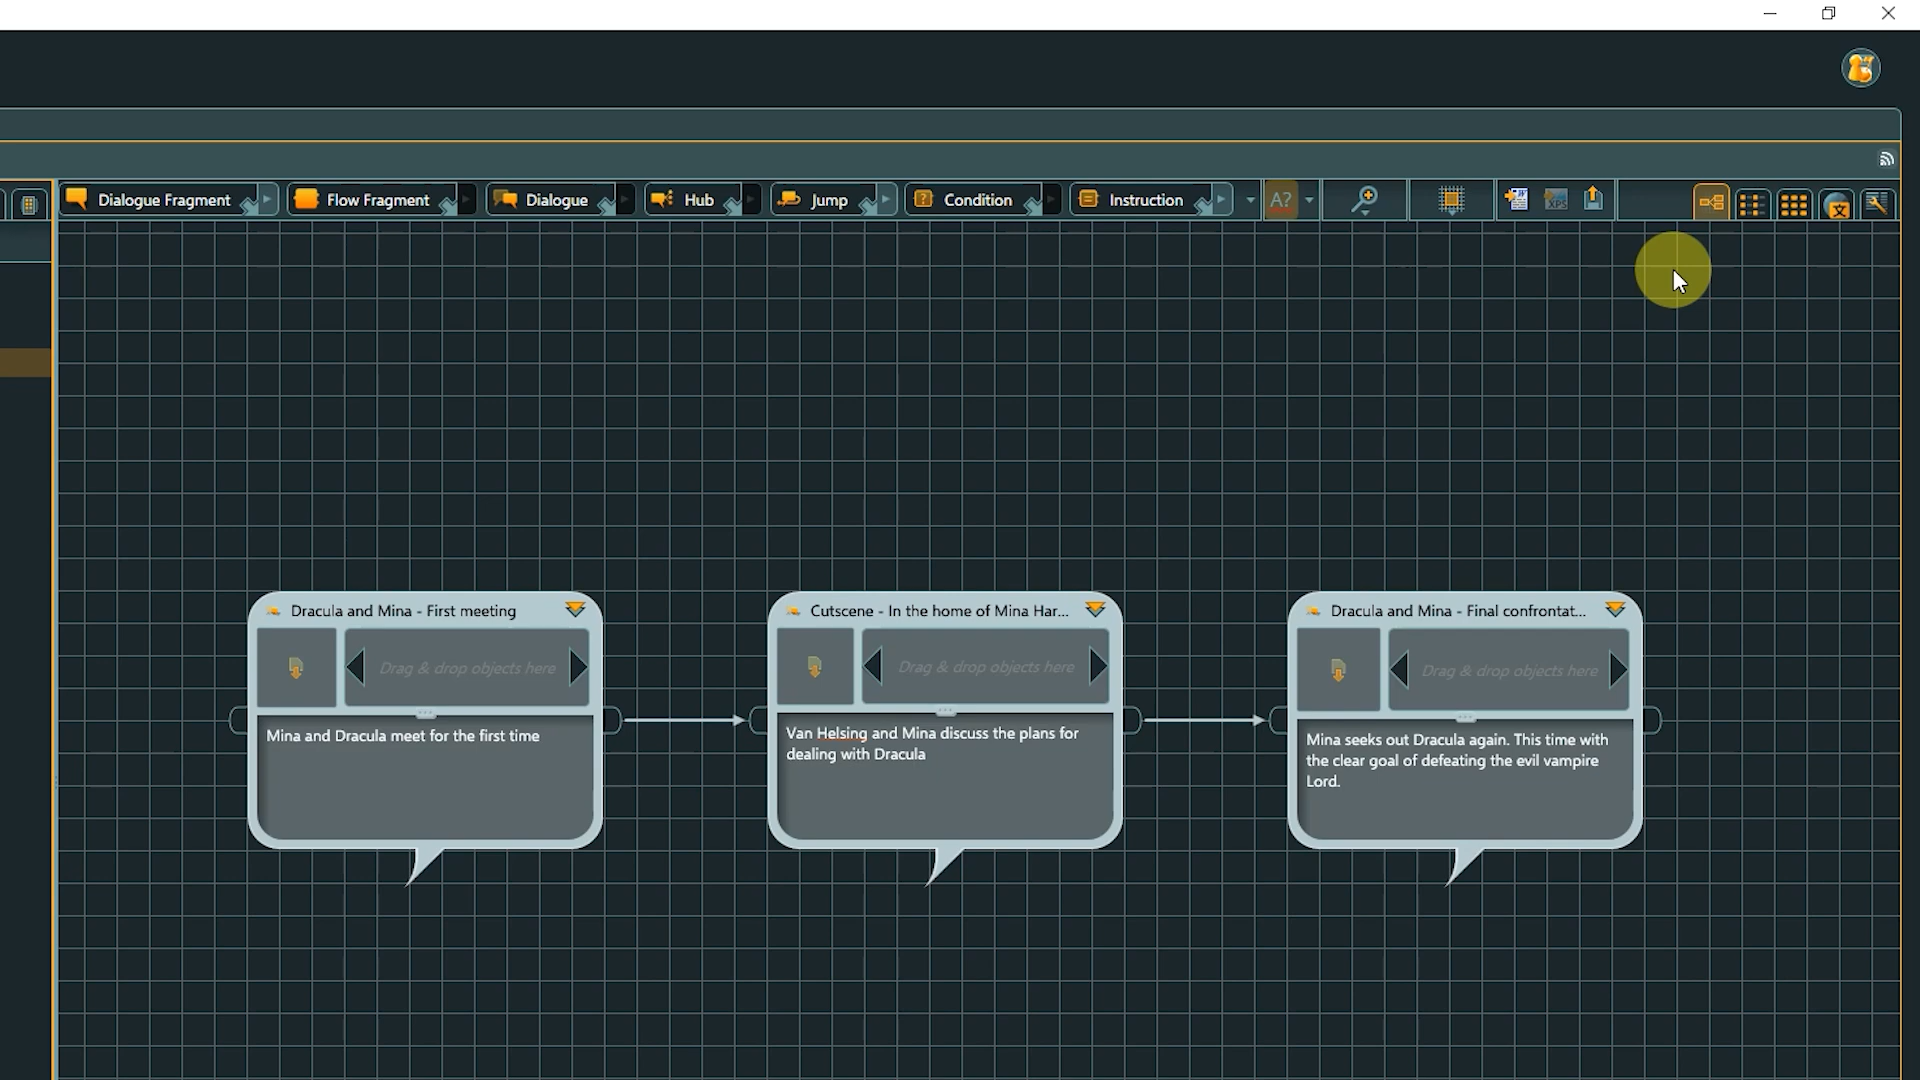 Dialogue Fragment
Flow Fragment
Dialogue
Hub
Jump
Condition
Instruction
A?
XPS
文
Dracula and Mina - First meeting
Drag & drop objects here
Mina and Dracula meet for the first time
Cutscene - In the home of Mina Har...
Drag & drop objects here
Van Helsing and Mina discuss the plans for
dealing with Dracula
Dracula and Mina - Final confrontat...
Drag & drop objects here
Mina seeks out Dracula again. This time with
the clear goal of defeating the evil vampire
Lord.